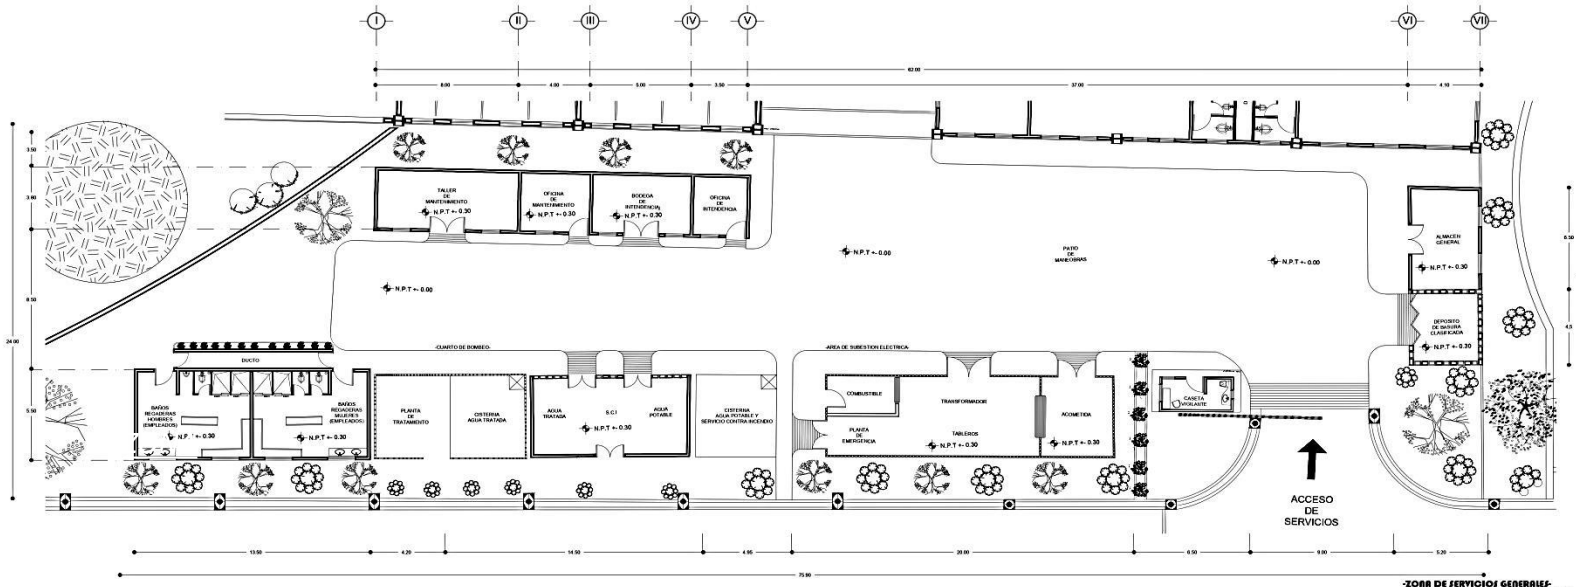 I II III IV V VI VII
62.00
8.00 4.00 5.00 3.50 37.00 4.10
3.50
TALLER
DE
MANTENIMIENTO
N.P.T +- 0.30
OFICINA
DE
MANTENIMIENTO
N.P.T +- 0.30
BODEGA
DE
INTENDENCIA
N.P.T +- 0.30
OFICINA
DE
INTENDENCIA
PATIO
DE
MANEOBRAS
N.P.T +- 0.00
N.P.T +- 0.00
N.P.T +- 0.00
ALMACEN
GENERAL
N.P.T +- 0.30
DEPOSITO
DE BASURA
CLASIFICADA
N.P.T +- 0.30
24.00
5.50
DUCTO
-CUARTO DE BOMBEO-
-AREA DE SUBESTION ELECTRICA-
BAÑOS
REGADERAS
HOMBRES
(EMPLEADOS)
BAÑOS
REGADERAS
MUJERES
(EMPLEADOS)
N.P.T +- 0.30
PLANTA
DE
TRATAMIENTO
CISTERNA
AGUA TRATADA
AGUA
TRATADA
S.C.I
AGUA
POTABLE
N.P.T +- 0.30
CISTERNA
AGUA POTABLE Y
SERVICIO CONTRA INCENDIO
COMBUSTIBLE
TRANSFORMADOR
PLANTA
DE
EMERGENCIA
TABLEROS
N.P.T +- 0.30
ACOMETIDA
N.P.T +- 0.30
CASETA
VIGILANTE
ACCESO
DE
SERVICIOS
13.50 4.20 14.50 4.95 20.00 6.50 9.00 5.20
75.90
-ZONA DE SERVICIOS GENERALES-